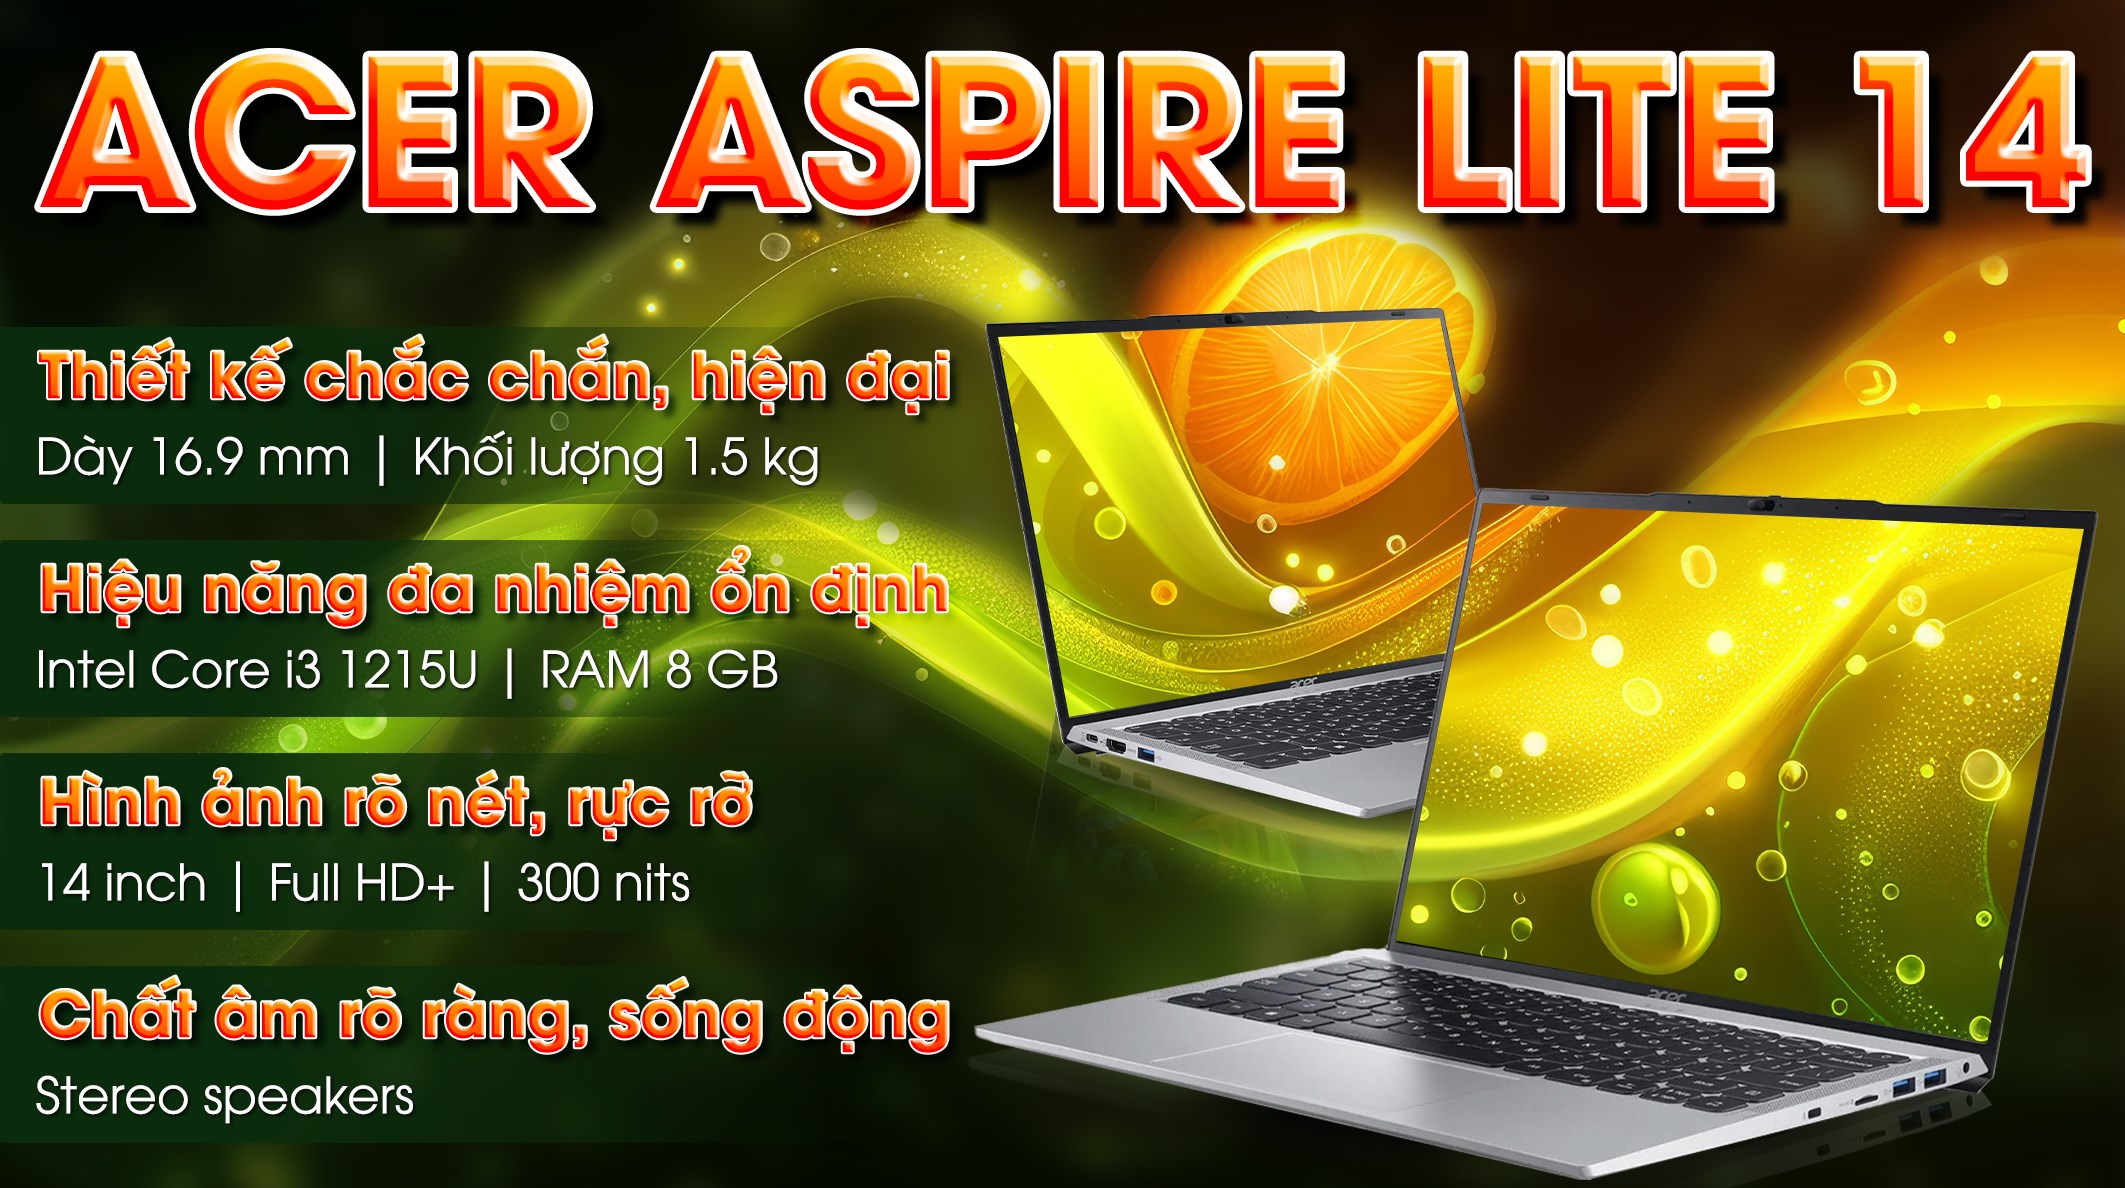 ACER ASPIRE LITE 14
Thiết kế chắc chắn, hiện đại
Dày 16.9 mm | Khối lượng 1.5 kg
Hiệu năng đa nhiệm ổn định
Intel Core i3 1215U | RAM 8 GB
Hình ảnh rõ nét, rực rỡ
14 inch | Full HD+ | 300 nits
Chất âm rõ ràng, sống động
Stereo speakers
acer
acer